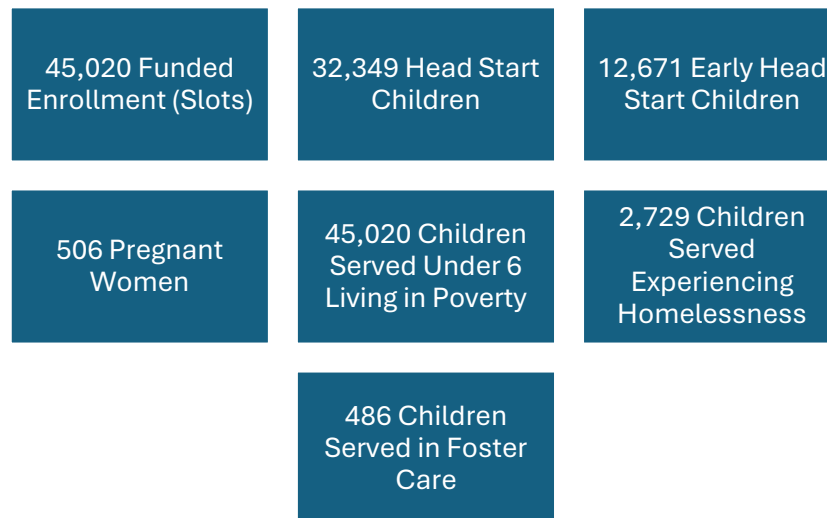 45,020 Funded
Enrollment (Slots)
32,349 Head Start
Children
12,671 Early Head
Start Children
506 Pregnant
Women
45,020 Children
Served Under 6
Living in Poverty
2,729 Children
Served
Experiencing
Homelessness
486 Children
Served in Foster
Care